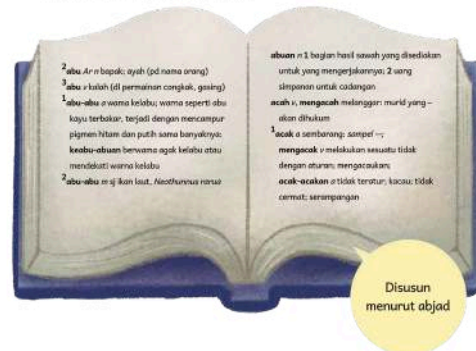 ²abu Ar n bapak; ayah (pd nama orang)
³abu v kalah (dl permainan congkak, gasing)
¹abu-abu a warna kelabu; warna seperti abu
kayu terbakar, terjadi dengan mencampur
pigmen hitam dan putih sama banyaknya;
keabu-abuan berwarna agak kelabu atau
mendekati warna kelabu
²abu-abu n sj ikan laut, Neothunnus rarus
abuan n 1 bagian hasil sawah yang disediakan
untuk yang mengerjakannya; 2 uang
simpanan untuk cadangan
acah v, mengacah melanggar: murid yang –
akan dihukum
¹acak a sembarang: sampel –;
mengacak v melakukan sesuatu tidak
dengan aturan; mengacaukan;
acak-acakan a tidak teratur; kacau; tidak
cermat; serampangan
Disusun
menurut abjad